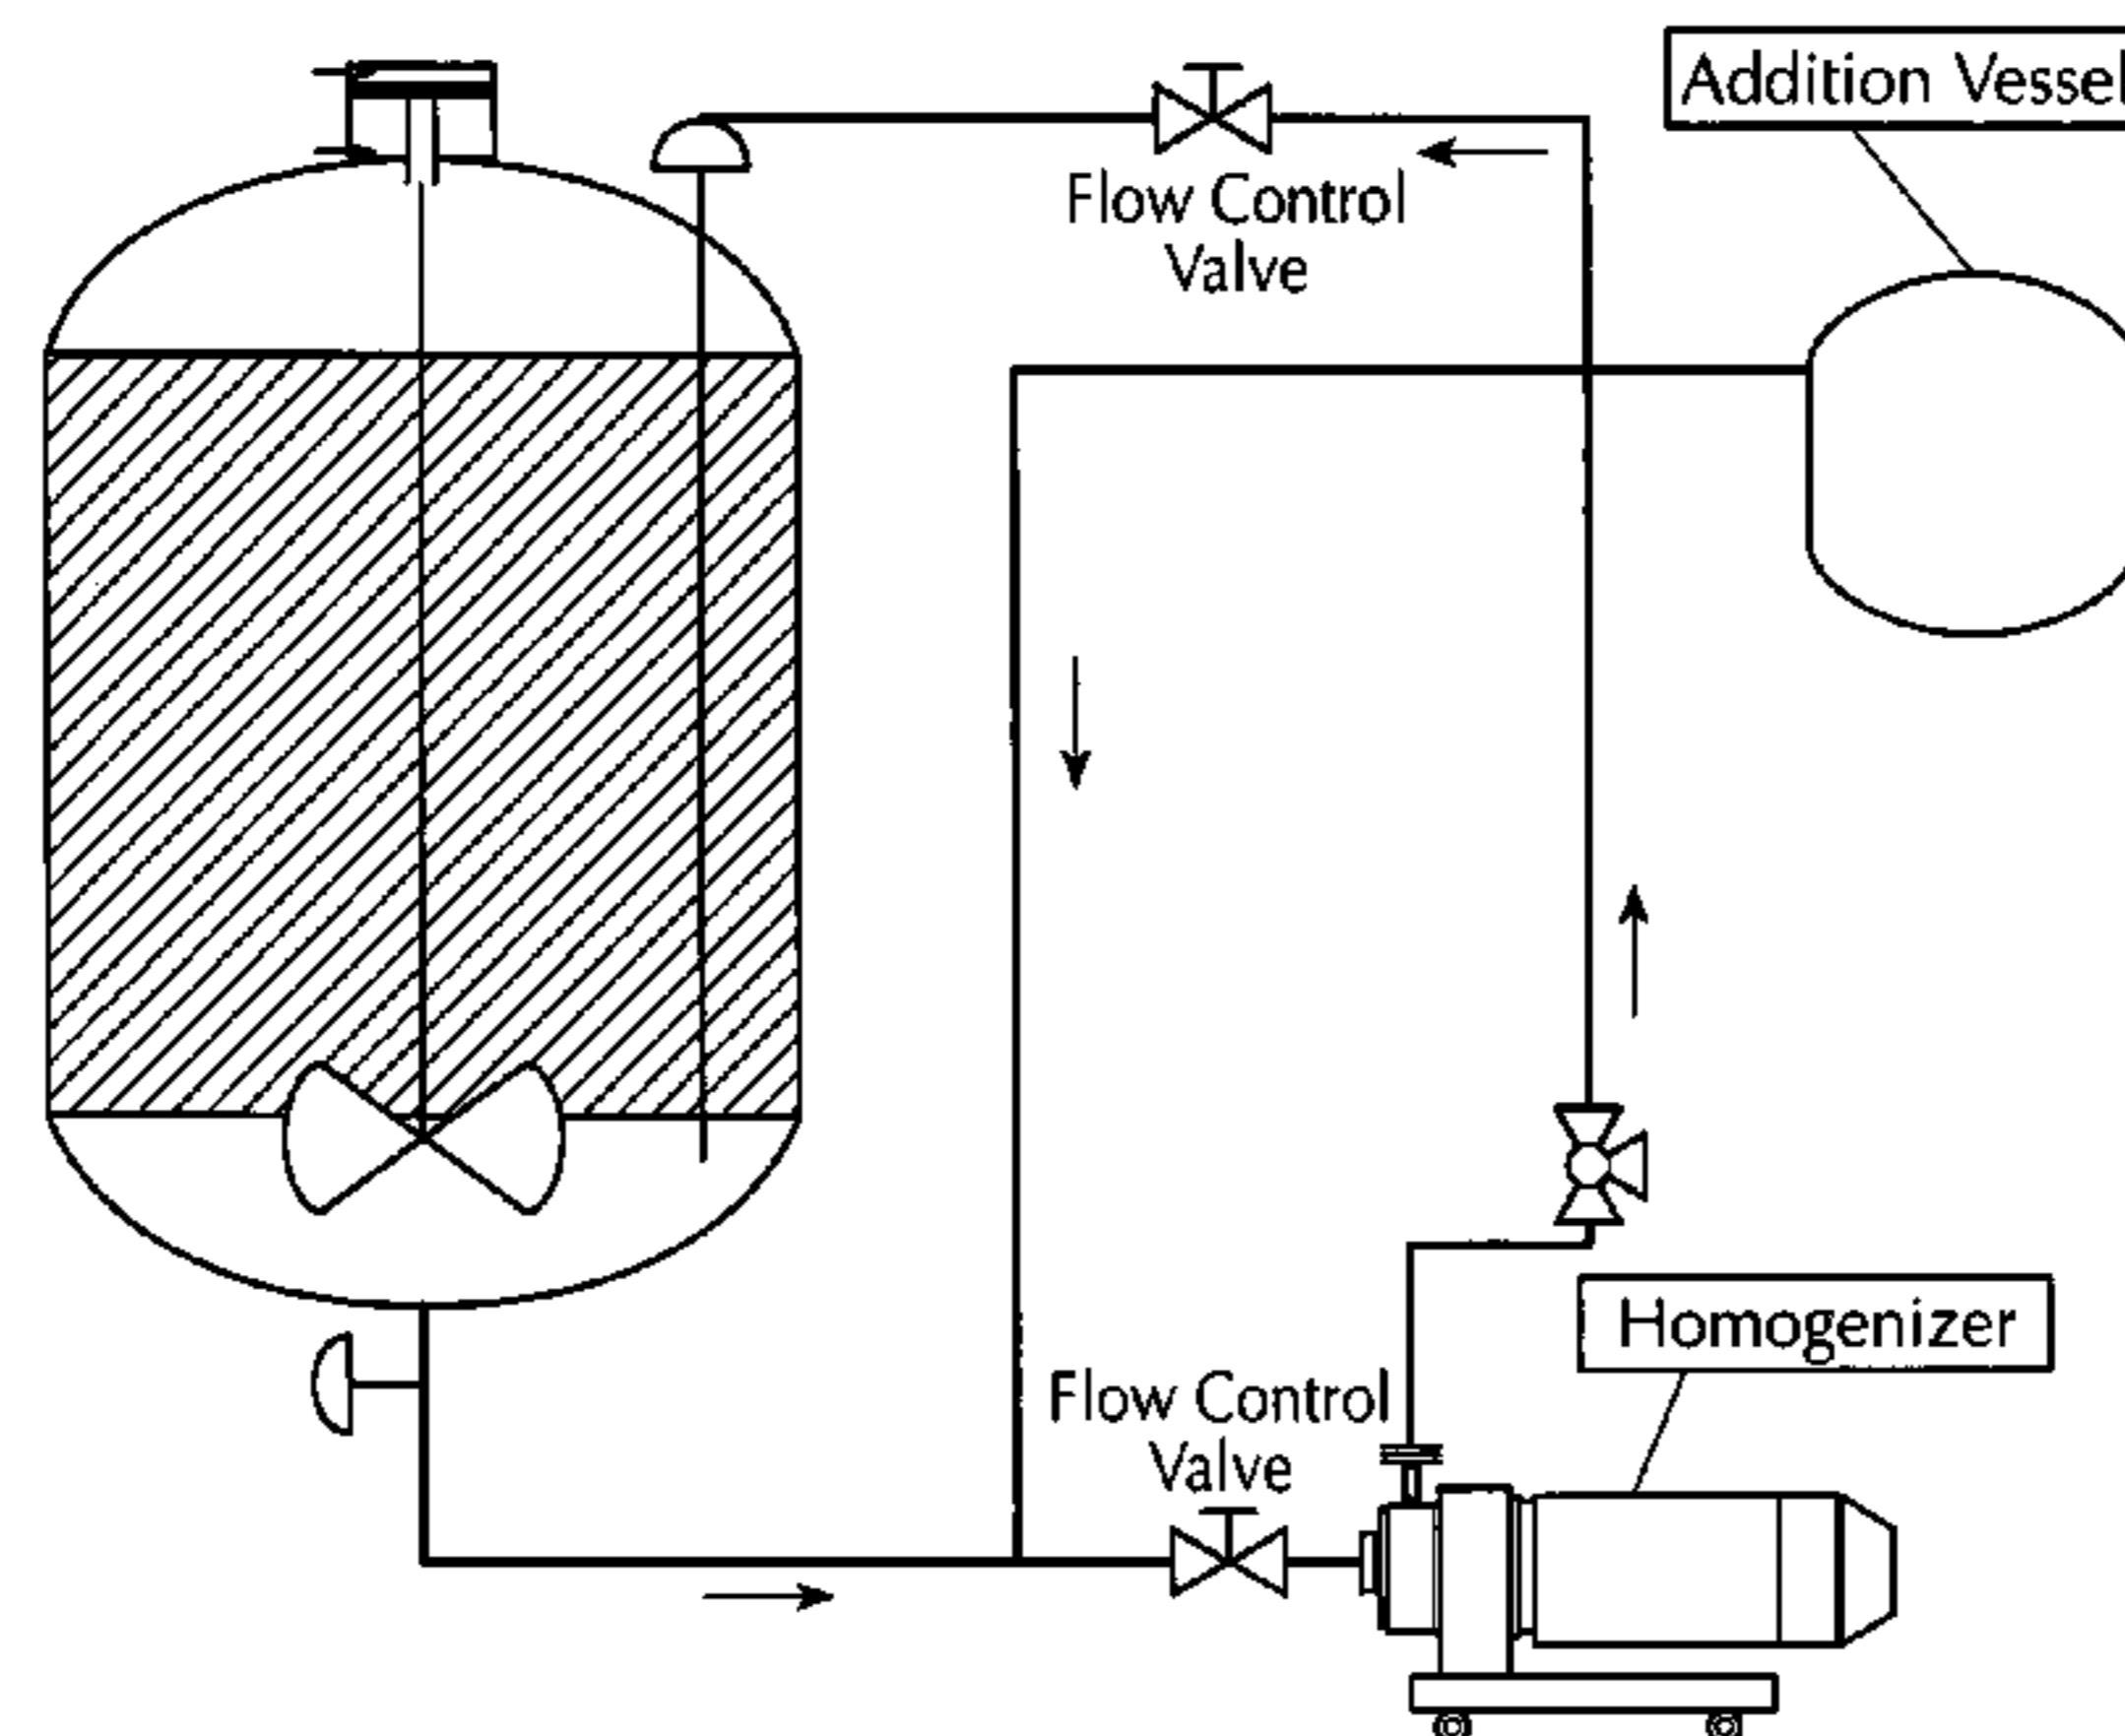 Addition Vessel
Flow Control
Valve
Homogenizer
Flow Control
Valve